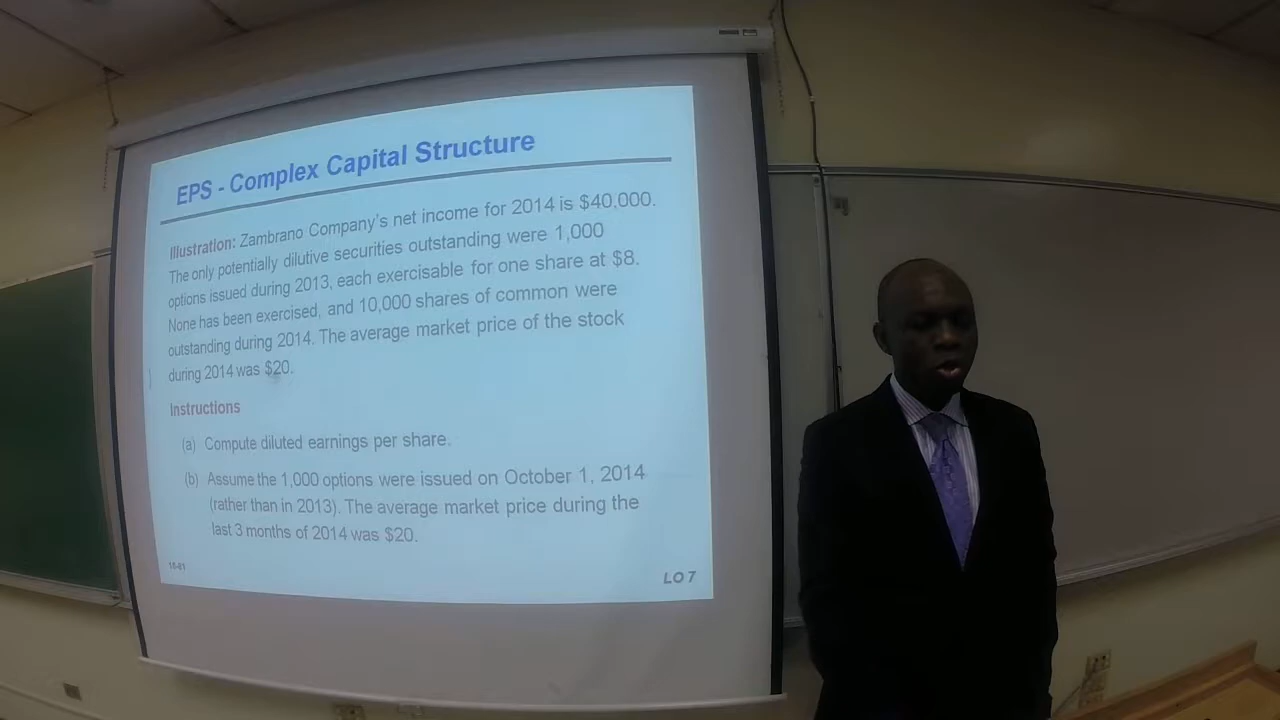 EPS - Complex Capital Structure
Illustration: Zambrano Company's net income for 2014 is $40,000.
The only potentially dilutive securities outstanding were 1,000
options issued during 2013, each exercisable for one share at $8.
None has been exercised, and 10,000 shares of common were
outstanding during 2014. The average market price of the stock
during 2014 was $20.
Instructions
(a) Compute diluted earnings per share.
(b) Assume the 1,000 options were issued on October 1, 2014
(rather than in 2013). The average market price during the
last 3 months of 2014 was $20.
LO 7